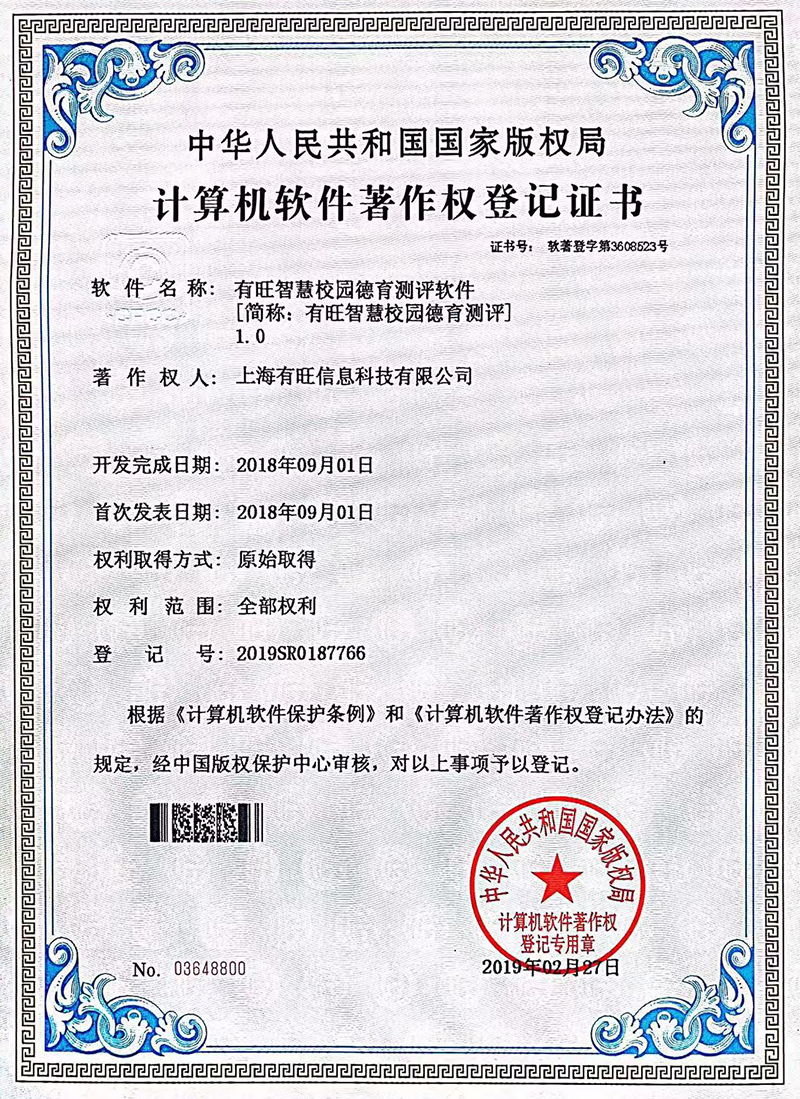 中华人民共和国国家版权局
计算机软件著作权登记证书
证书号： 软著登字第3608523号
软件名称： 有旺智慧校园德育测评软件
[简称：有旺智慧校园德育测评]
1.0
著作权人： 上海有旺信息科技有限公司
开发完成日期： 2018年09月01日
首次发表日期： 2018年09月01日
权利取得方式： 原始取得
权利范围： 全部权利
登记号： 2019SR0187766
根据《计算机软件保护条例》和《计算机软件著作权登记办法》的
规定，经中国版权保护中心审核，对以上事项予以登记。
中华人民共和国国家版权局
计算机软件著作权
登记专用章
No. 03648800
2019年02月27日